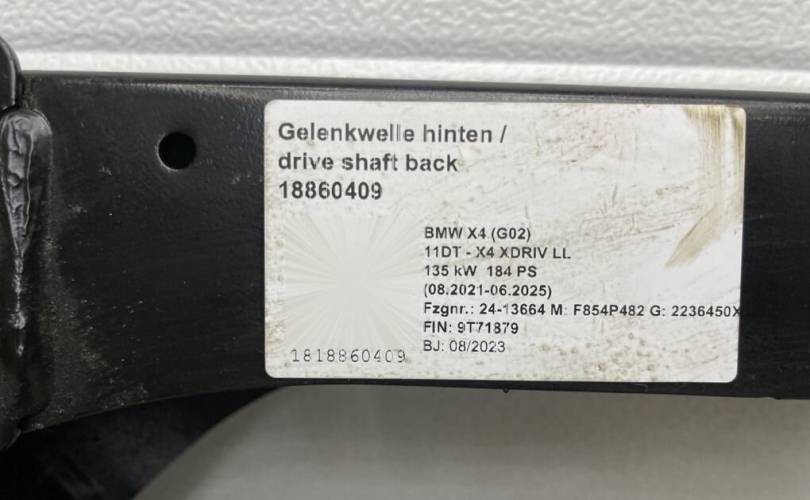 Gelenkwelle hinten /
drive shaft back
18860409
BMW X4 (G02)
11DT - X4 XDRIV LL
135 kW 184 PS
(08.2021-06.2025)
Fzgnr.: 24-13664 M: F854P482 G: 2236450X
FIN: 9T71879
BJ: 08/2023
1818860409